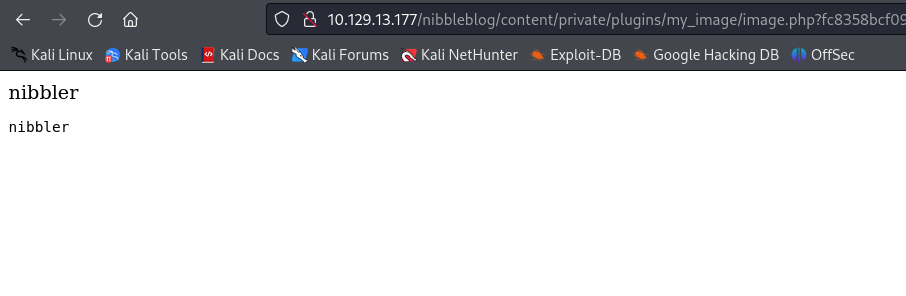 10.129.13.177/nibbleblog/content/private/plugins/my_image/image.php?fc8358bcf09
Kali Linux Kali Tools Kali Docs Kali Forums Kali NetHunter Exploit-DB Google Hacking DB OffSec
nibbler
nibbler